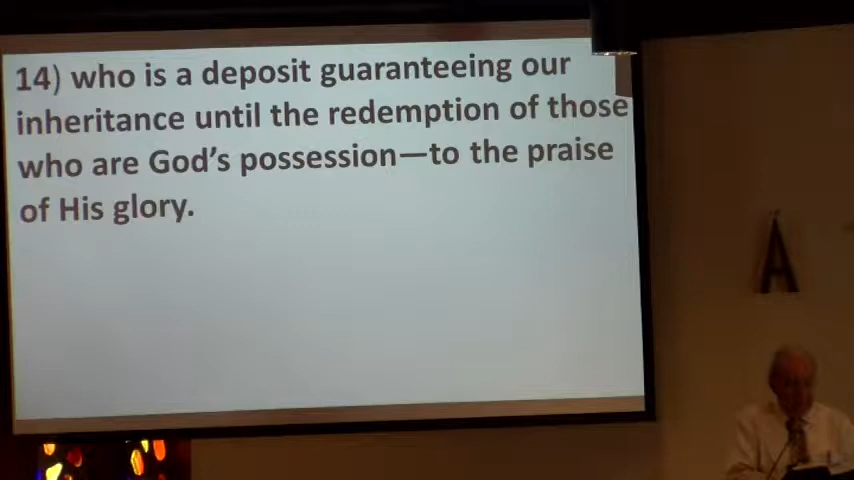 14) who is a deposit guaranteeing our
inheritance until the redemption of those
who are God’s possession—to the praise
of His glory.
A